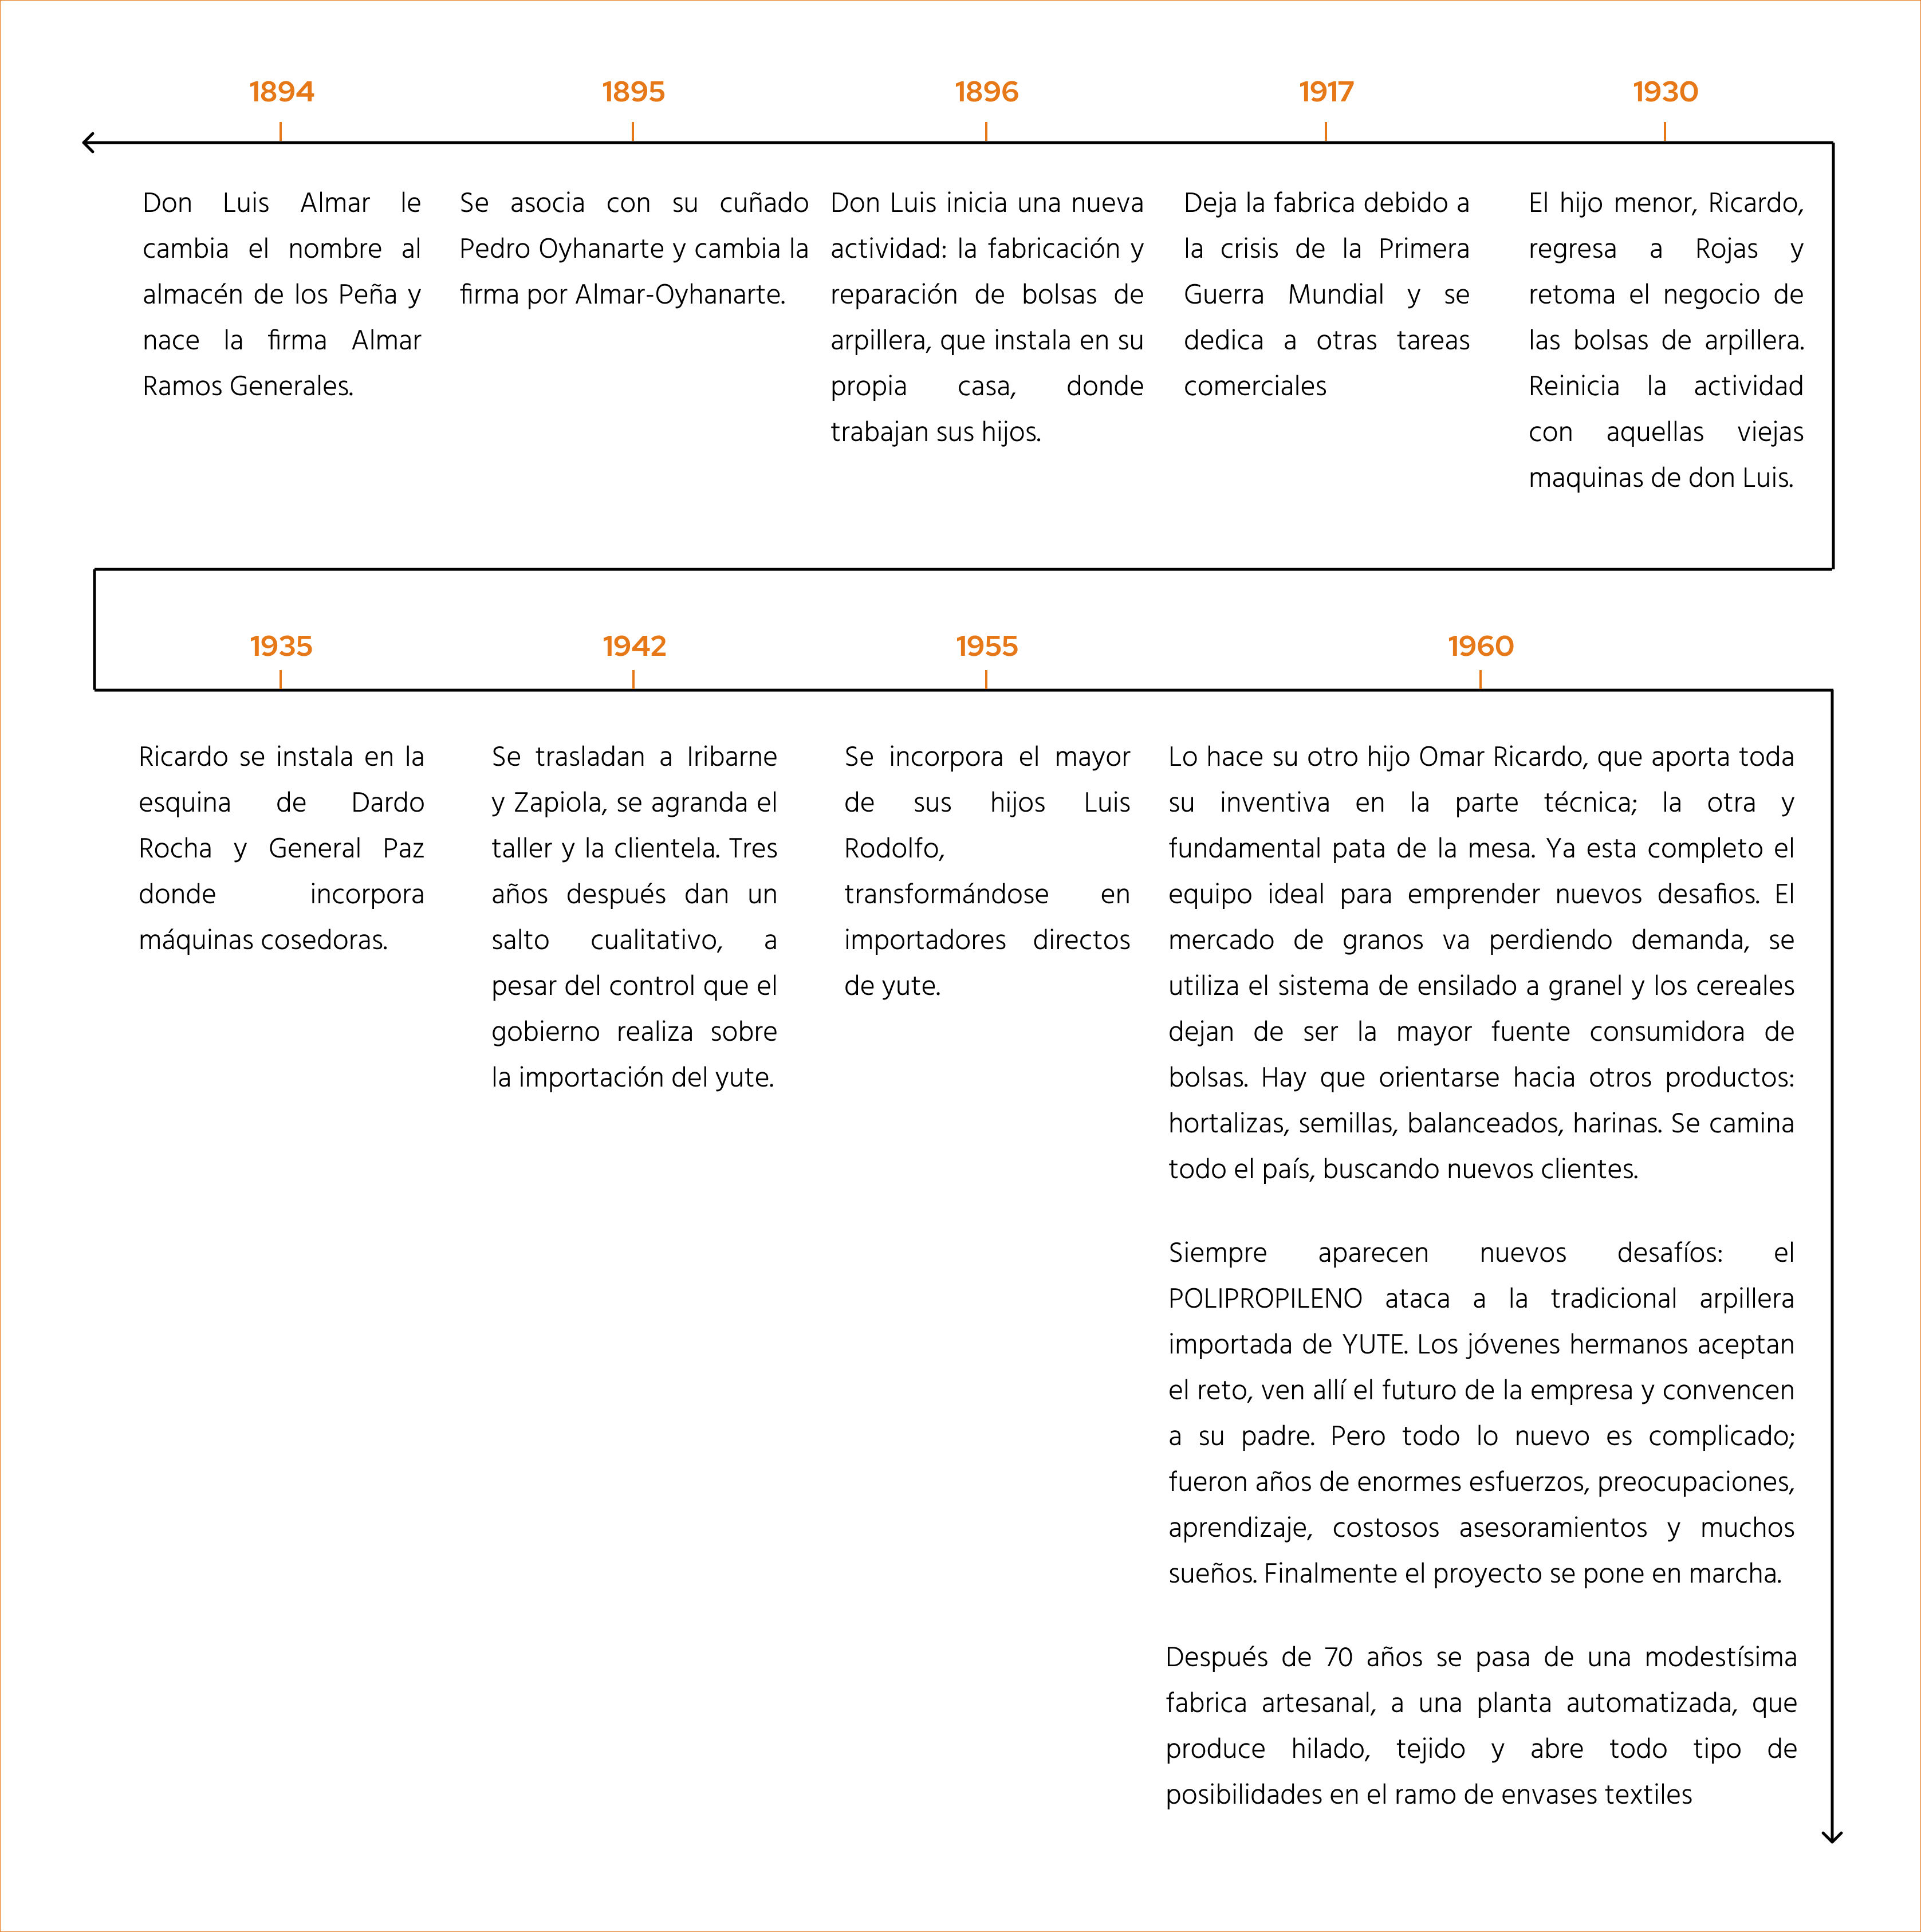 1894
Don Luis Almar le
cambia el nombre al
almacén de los Peña y
nace la firma Almar
Ramos Generales.
1895
Se asocia con su cuñado
Pedro Oyhanarte y cambia la
firma por Almar-Oyhanarte.
1896
Don Luis inicia una nueva
actividad: la fabricación y
reparación de bolsas de
arpillera, que instala en su
propia casa, donde
trabajan sus hijos.
1917
Deja la fabrica debido a
la crisis de la Primera
Guerra Mundial y se
dedica a otras tareas
comerciales
1930
El hijo menor, Ricardo,
regresa a Rojas y
retoma el negocio de
las bolsas de arpillera.
Reinicia la actividad
con aquellas viejas
maquinas de don Luis.
1935
Ricardo se instala en la
esquina de Dardo
Rocha y General Paz
donde incorpora
máquinas cosedoras.
1942
Se trasladan a Iribarne
y Zapiola, se agranda el
taller y la clientela. Tres
años después dan un
salto cualitativo, a
pesar del control que el
gobierno realiza sobre
la importación del yute.
1955
Se incorpora el mayor
de sus hijos Luis
Rodolfo,
transformándose en
importadores directos
de yute.
1960
Lo hace su otro hijo Omar Ricardo, que aporta toda
su inventiva en la parte técnica; la otra y
fundamental pata de la mesa. Ya esta completo el
equipo ideal para emprender nuevos desafios. El
mercado de granos va perdiendo demanda, se
utiliza el sistema de ensilado a granel y los cereales
dejan de ser la mayor fuente consumidora de
bolsas. Hay que orientarse hacia otros productos:
hortalizas, semillas, balanceados, harinas. Se camina
todo el país, buscando nuevos clientes.
Siempre aparecen nuevos desafíos: el
POLIPROPILENO ataca a la tradicional arpillera
importada de YUTE. Los jóvenes hermanos aceptan
el reto, ven allí el futuro de la empresa y convencen
a su padre. Pero todo lo nuevo es complicado;
fueron años de enormes esfuerzos, preocupaciones,
aprendizaje, costosos asesoramientos y muchos
sueños. Finalmente el proyecto se pone en marcha.
Después de 70 años se pasa de una modestísima
fabrica artesanal, a una planta automatizada, que
produce hilado, tejido y abre todo tipo de
posibilidades en el ramo de envases textiles